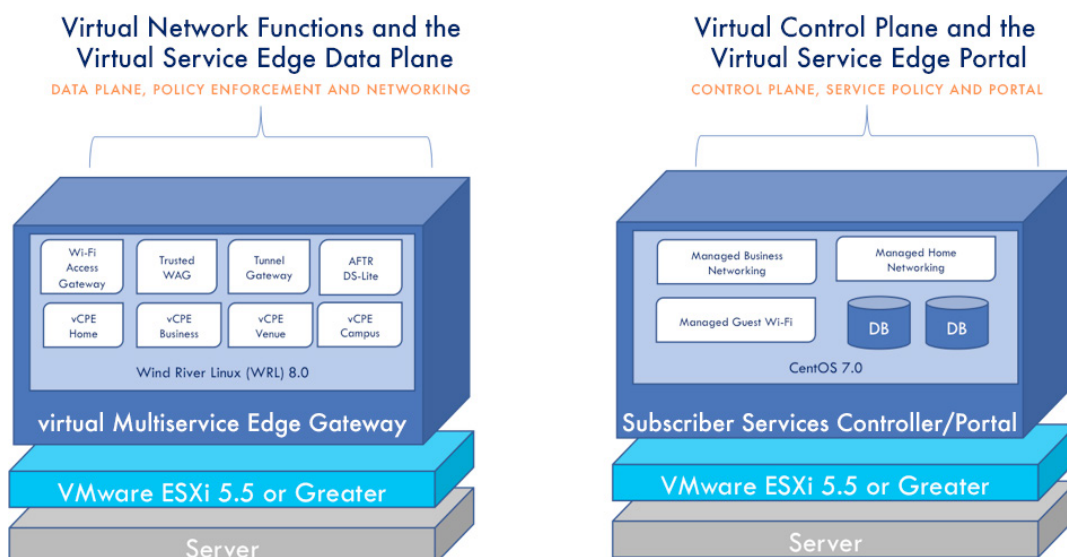 Virtual Network Functions and the
Virtual Service Edge Data Plane
DATA PLANE, POLICY ENFORCEMENT AND NETWORKING
Wi-Fi
Access
Gateway
Trusted
WAG
Tunnel
Gateway
AFTR
DS-Lite
vCPE
Home
vCPE
Business
vCPE
Venue
vCPE
Campus
Wind River Linux (WRL) 8.0
virtual Multiservice Edge Gateway
VMware ESXi 5.5 or Greater
Server
Virtual Control Plane and the
Virtual Service Edge Portal
CONTROL PLANE, SERVICE POLICY AND PORTAL
Managed Business
Networking
Managed Home
Networking
Managed Guest Wi-Fi
DB
DB
CentOS 7.0
Subscriber Services Controller/Portal
VMware ESXi 5.5 or Greater
Server